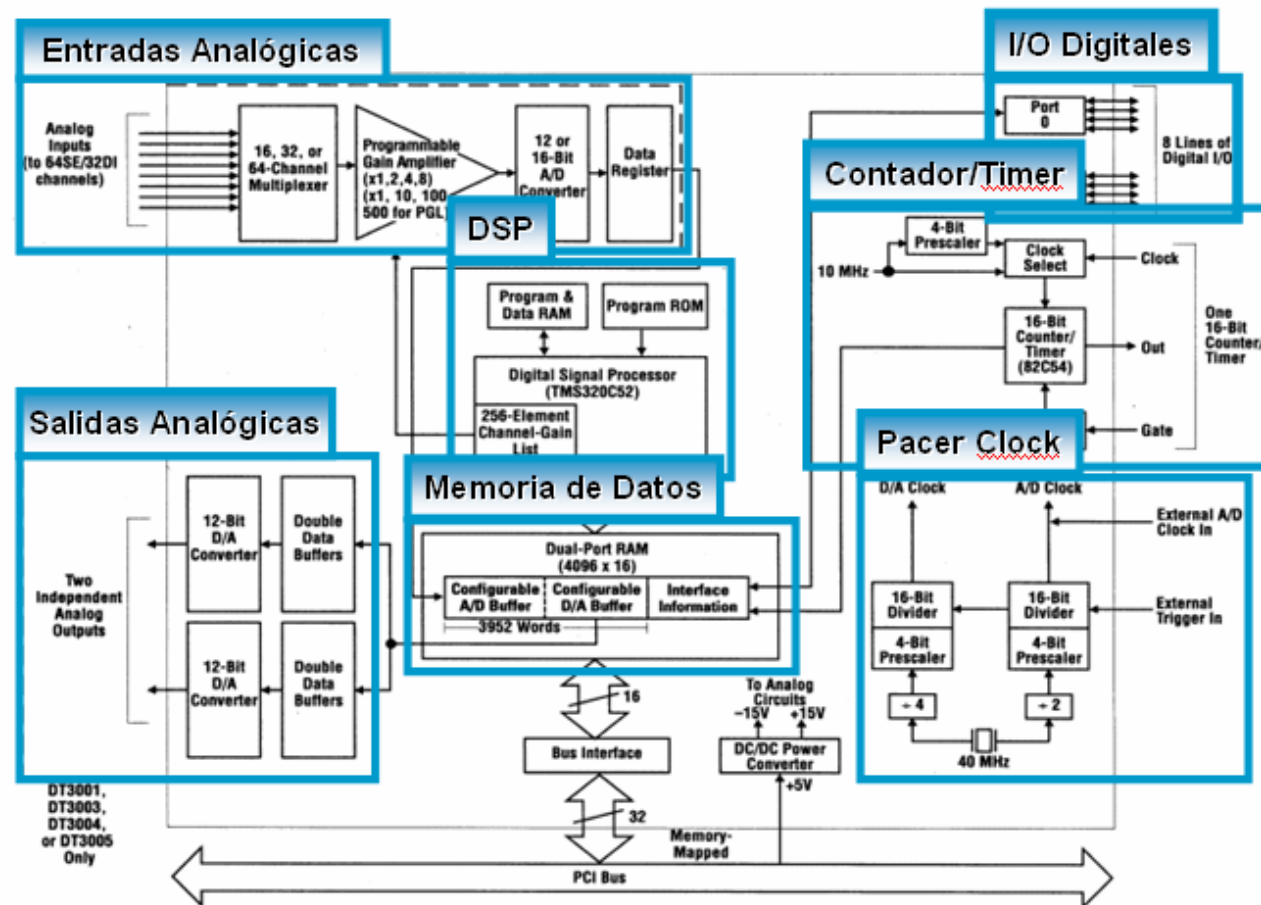 Entradas Analógicas
Analog
Inputs
(to 64SE/32DI
channels)
16, 32, or
64-Channel
Multiplexer
Programmable
Gain Amplifier
(x1,2,4,8)
(x1, 10, 100
500 for PGL)
12 or
16-Bit
A/D
Converter
Data
Register
I/O Digitales
Port
0
8 Lines of
Digital I/O
Contador/Timer
4-Bit
Prescaler
10 MHz
Clock
Select
Clock
16-Bit
Counter/
Timer
(82C54)
Out
Gate
One
16-Bit
Counter/
Timer
DSP
Program &
Data RAM
Program ROM
Digital Signal Processor
(TMS320C52)
256-Element
Channel-Gain
List
Salidas Analógicas
Two
Independent
Analog
Outputs
12-Bit
D/A
Converter
Double
Data
Buffers
12-Bit
D/A
Converter
Double
Data
Buffers
DT3001,
DT3003,
DT3004,
or DT3005
Only
Memoria de Datos
Dual-Port RAM
(4096 x 16)
Configurable
A/D Buffer
Configurable
D/A Buffer
Interface
Information
3952 Words
16
Bus Interface
32
To Analog
Circuits
–15V
+15V
DC/DC Power
Converter
+5V
Memory-
Mapped
PCI Bus
Pacer Clock
D/A Clock
A/D Clock
External A/D
Clock In
16-Bit
Divider
4-Bit
Prescaler
16-Bit
Divider
4-Bit
Prescaler
External
Trigger In
÷ 4
÷ 2
40 MHz